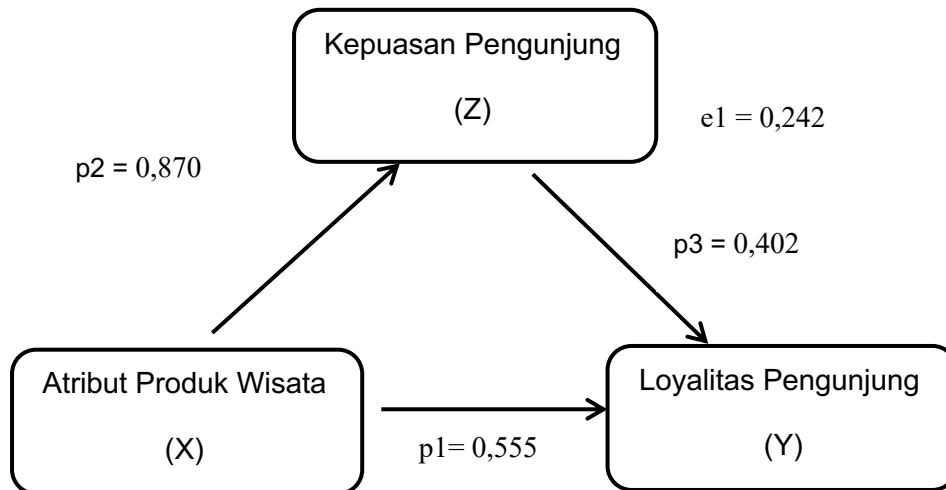 Kepuasan Pengunjung
(Z)
e1 = 0,242
p2 = 0,870
p3 = 0,402
Atribut Produk Wisata
(X)
p1= 0,555
Loyalitas Pengunjung
(Y)